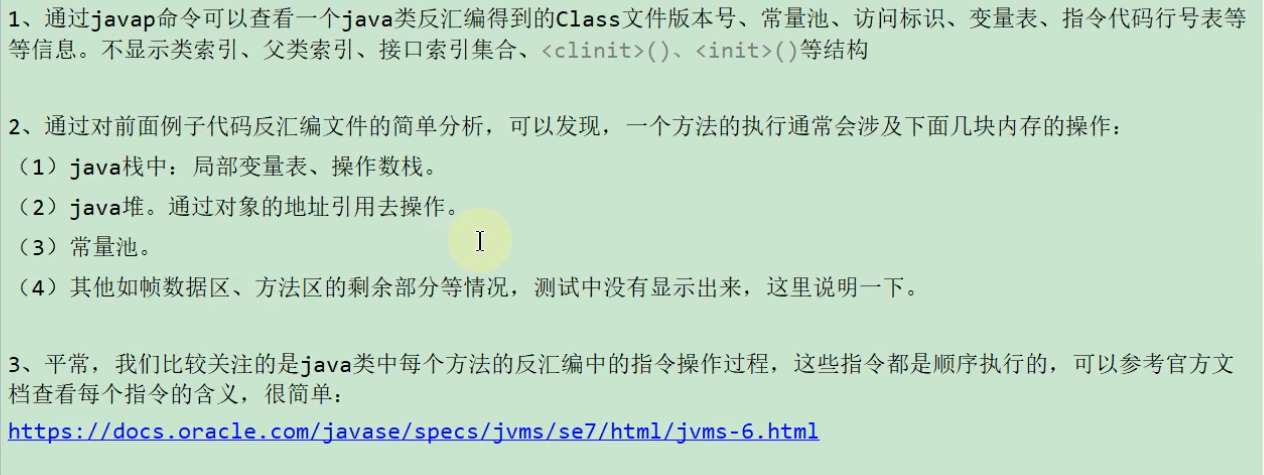 1、通过javap命令可以查看一个java类反汇编得到的Class文件版本号、常量池、访问标识、变量表、指令代码行号表等
等信息。不显示类索引、父类索引、接口索引集合、<clinit>()、<init>()等结构
2、通过对前面例子代码反汇编文件的简单分析，可以发现，一个方法的执行通常会涉及下面几块内存的操作：
（1）java栈中：局部变量表、操作数栈。
（2）java堆。通过对象的地址引用去操作。
（3）常量池。
（4）其他如帧数据区、方法区的剩余部分等情况，测试中没有显示出来，这里说明一下。
3、平常，我们比较关注的是java类中每个方法的反汇编中的指令操作过程，这些指令都是顺序执行的，可以参考官方文
档查看每个指令的含义，很简单：
https://docs.oracle.com/javase/specs/jvms/se7/html/jvms-6.html